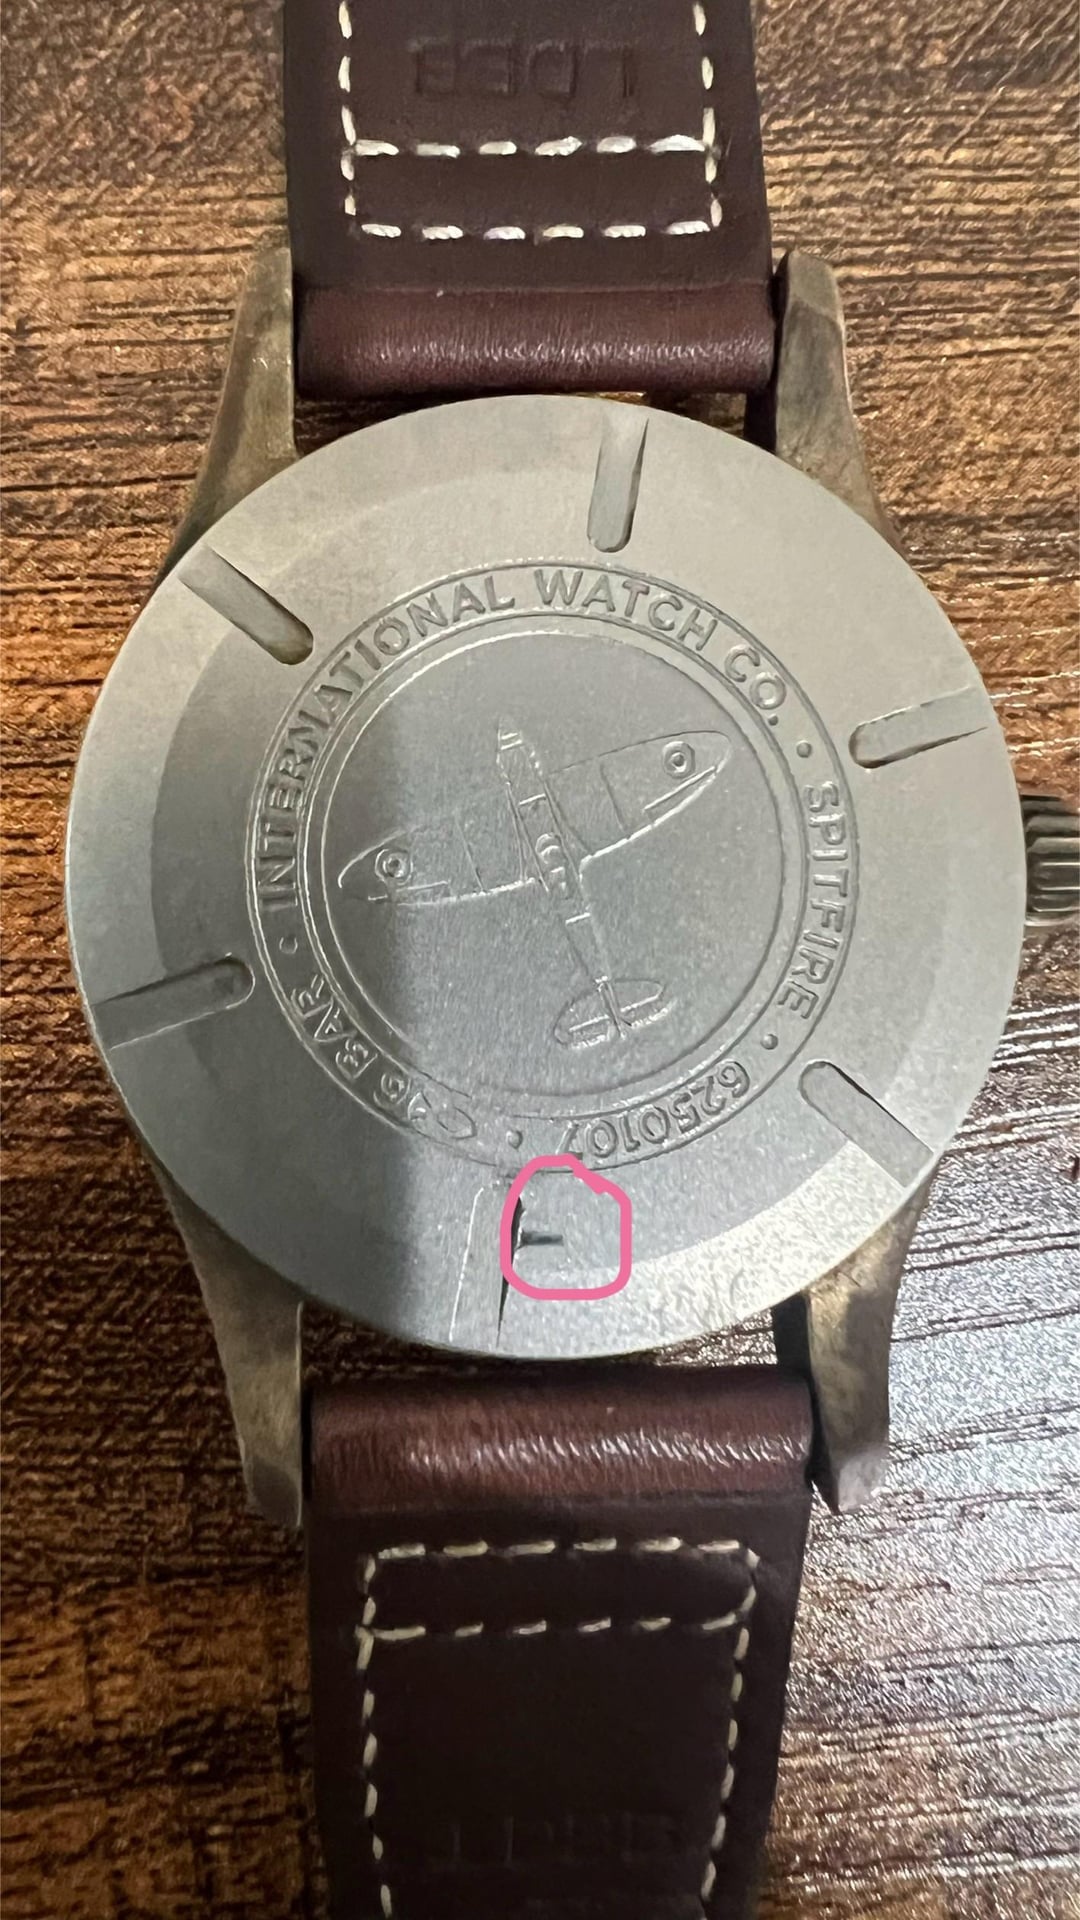 INTERNATIONAL WATCH CO. • SPITFIRE • 6250107 • 6 BAR •